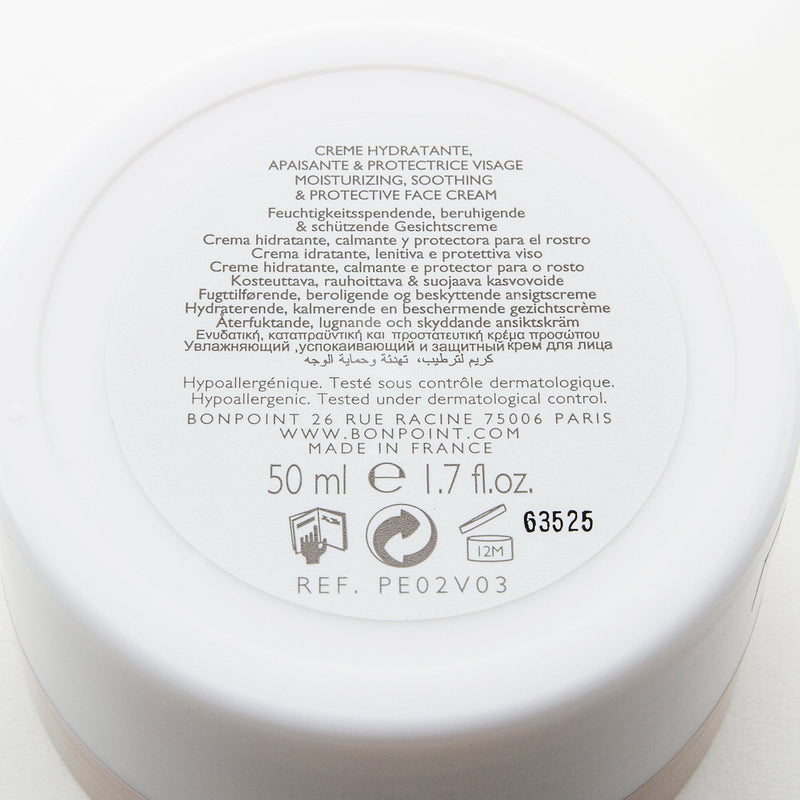 CREME HYDRATANTE,
APAISANTE & PROTECTRICE VISAGE
MOISTURIZING, SOOTHING
& PROTECTIVE FACE CREAM
Feuchtigkeitsspendende, beruhigende
& schützende Gesichtscreme
Crema hidratante, calmante y protectora para el rostro
Crema idratante, lenitiva e protettiva viso
Creme hidratante, calmante e protector para o rosto
Kosteuttava, rauhoittava & suojaava kasvovoide
Fugttilførende, beroligende og beskyttende ansigtscreme
Hydraterende, kalmerende en beschermende gezichtscrème
Återfuktande, lugnande och skyddande ansiktskräm
Ενυδατική, καταπραϋντική και προστατευτική κρέμα προσώπου
Увлажняющий ,успокаивающий и защитный крем для лица
كريم لترطيب، تهدئة وحماية الوجه
Hypoallergénique. Testé sous contrôle dermatologique.
Hypoallergenic. Tested under dermatological control.
BONPOINT 26 RUE RACINE 75006 PARIS
WWW.BONPOINT.COM
MADE IN FRANCE
50 ml e 1.7 fl.oz.
12M 63525
REF. PE02V03